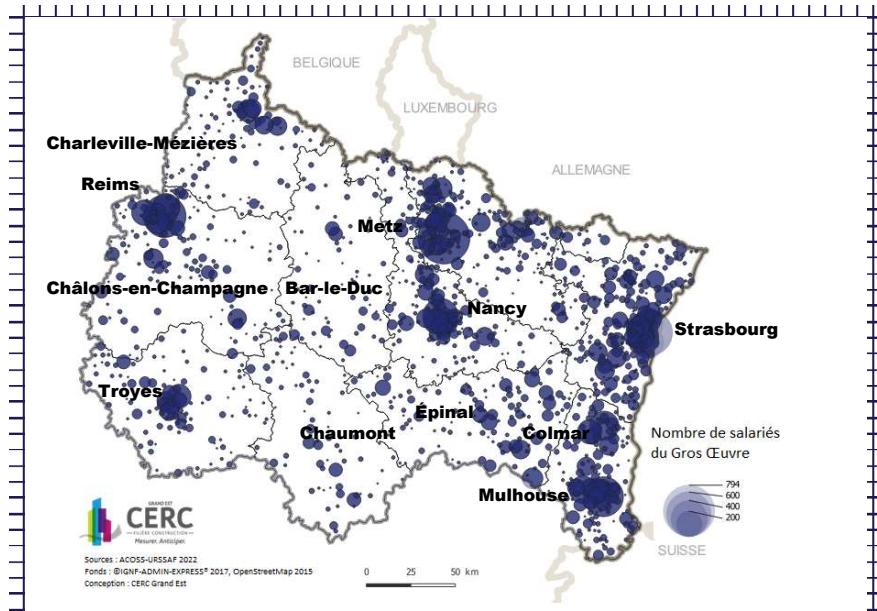 BELGIQUE
LUXEMBOURG
ALLEMAGNE
Charleville-Mézières
Reims
Metz
Châlons-en-Champagne
Bar-le-Duc
Nancy
Strasbourg
Troyes
Épinal
Chaumont
Colmar
Mulhouse
Nombre de salariés
du Gros Œuvre
794
600
400
200
SUISSE
GRAND EST
CERC
FILIÈRE CONSTRUCTION
Mesurer. Anticiper.
Sources : ACOSS-URSSAF 2022
Fonds : ©IGNF-ADMIN-EXPRESS® 2017, OpenStreetMap 2015
Conception : CERC Grand Est
0 25 50 km